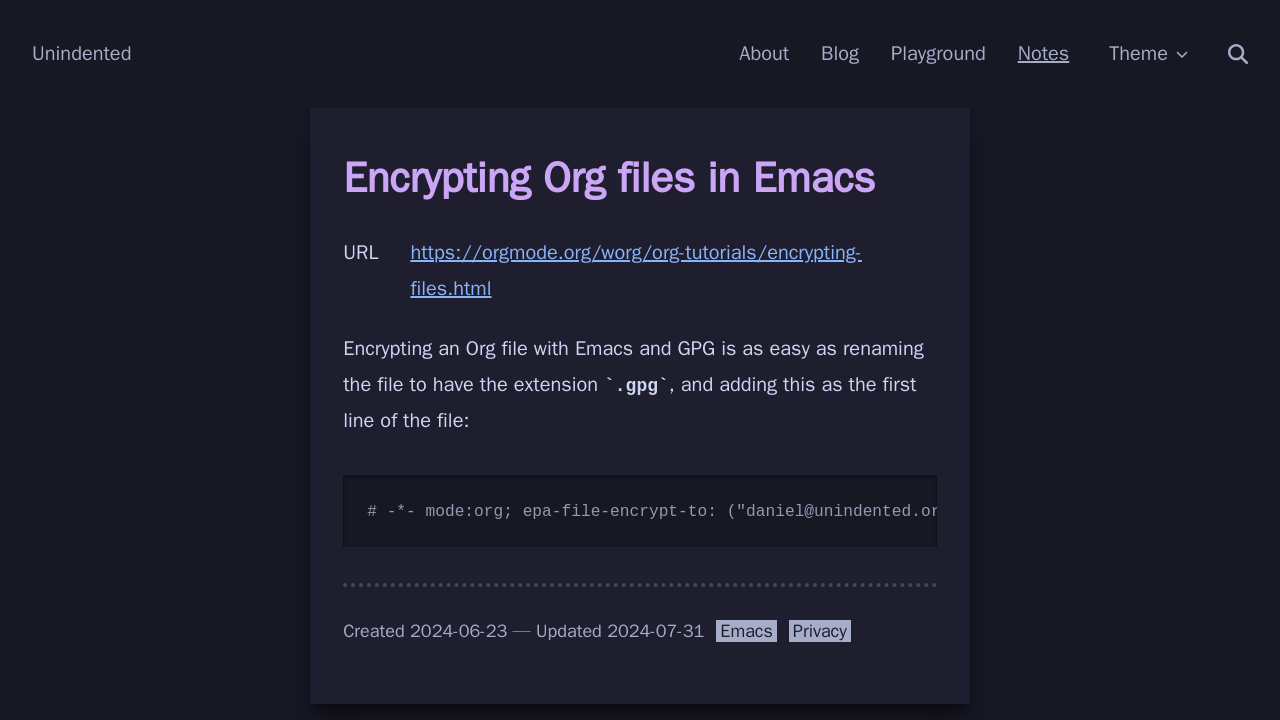 Unindented
About Blog Playground Notes Theme
Encrypting Org files in Emacs
URL https://orgmode.org/worg/org-tutorials/encrypting-
files.html
Encrypting an Org file with Emacs and GPG is as easy as renaming
the file to have the extension `.gpg`, and adding this as the first
line of the file:
# -*- mode:org; epa-file-encrypt-to: ("daniel@unindented.or
Created 2024-06-23 — Updated 2024-07-31 Emacs Privacy